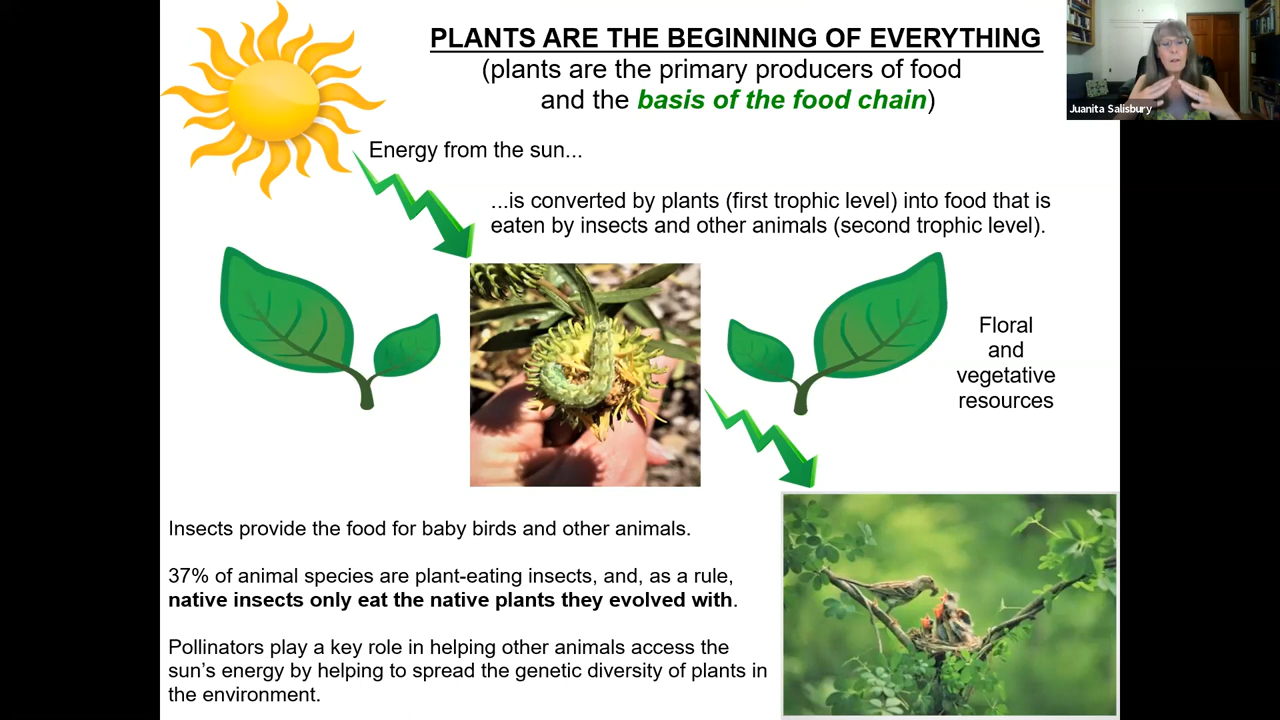 PLANTS ARE THE BEGINNING OF EVERYTHING
(plants are the primary producers of food
and the basis of the food chain)
Juanita Salisbury
Energy from the sun...
...is converted by plants (first trophic level) into food that is
eaten by insects and other animals (second trophic level).
Floral
and
vegetative
resources
Insects provide the food for baby birds and other animals.
37% of animal species are plant-eating insects, and, as a rule,
native insects only eat the native plants they evolved with.
Pollinators play a key role in helping other animals access the
sun’s energy by helping to spread the genetic diversity of plants in
the environment.